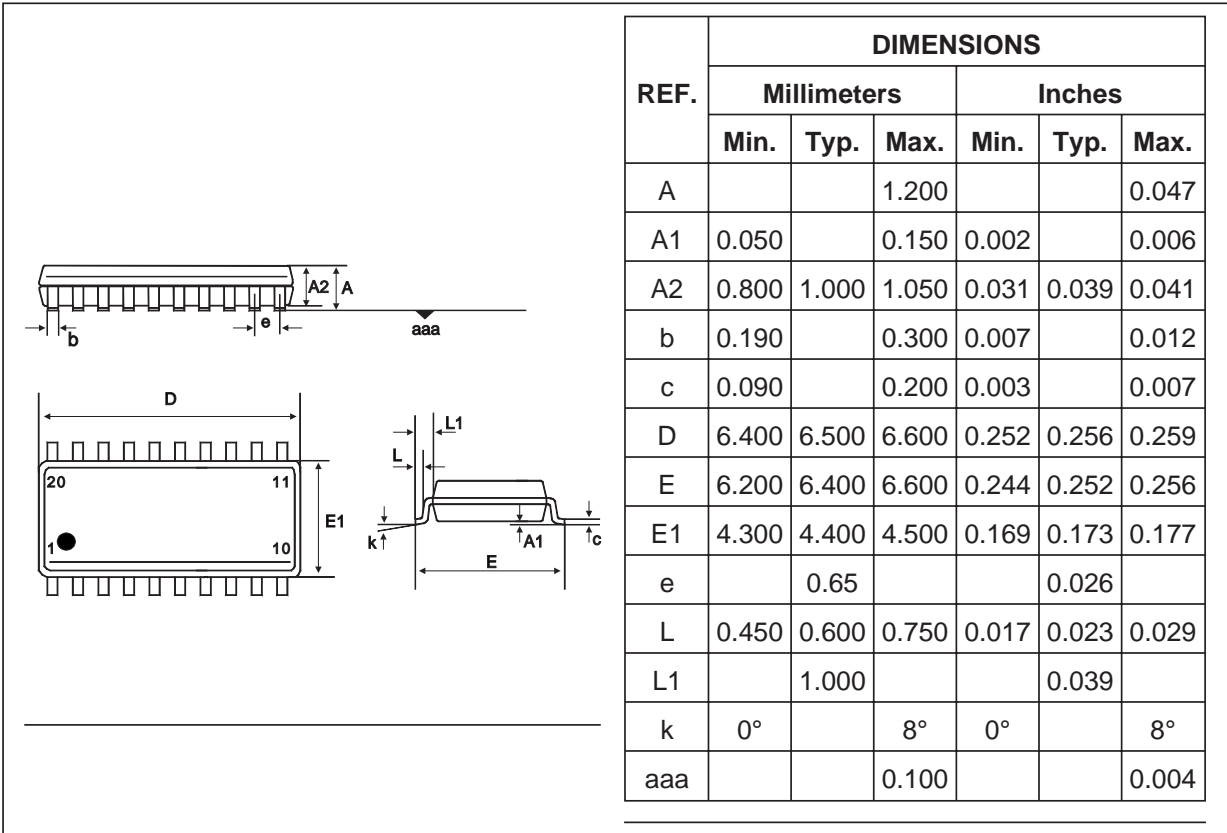 A2 A
b e aaa
D
L1
L
20 11
E1
1 10
k A1 c
E
DIMENSIONS
REF. Millimeters Inches
Min. Typ. Max. Min. Typ. Max.
A 1.200 0.047
A1 0.050 0.150 0.002 0.006
A2 0.800 1.000 1.050 0.031 0.039 0.041
b 0.190 0.300 0.007 0.012
c 0.090 0.200 0.003 0.007
D 6.400 6.500 6.600 0.252 0.256 0.259
E 6.200 6.400 6.600 0.244 0.252 0.256
E1 4.300 4.400 4.500 0.169 0.173 0.177
e 0.65 0.026
L 0.450 0.600 0.750 0.017 0.023 0.029
L1 1.000 0.039
k 0° 8° 0° 8°
aaa 0.100 0.004